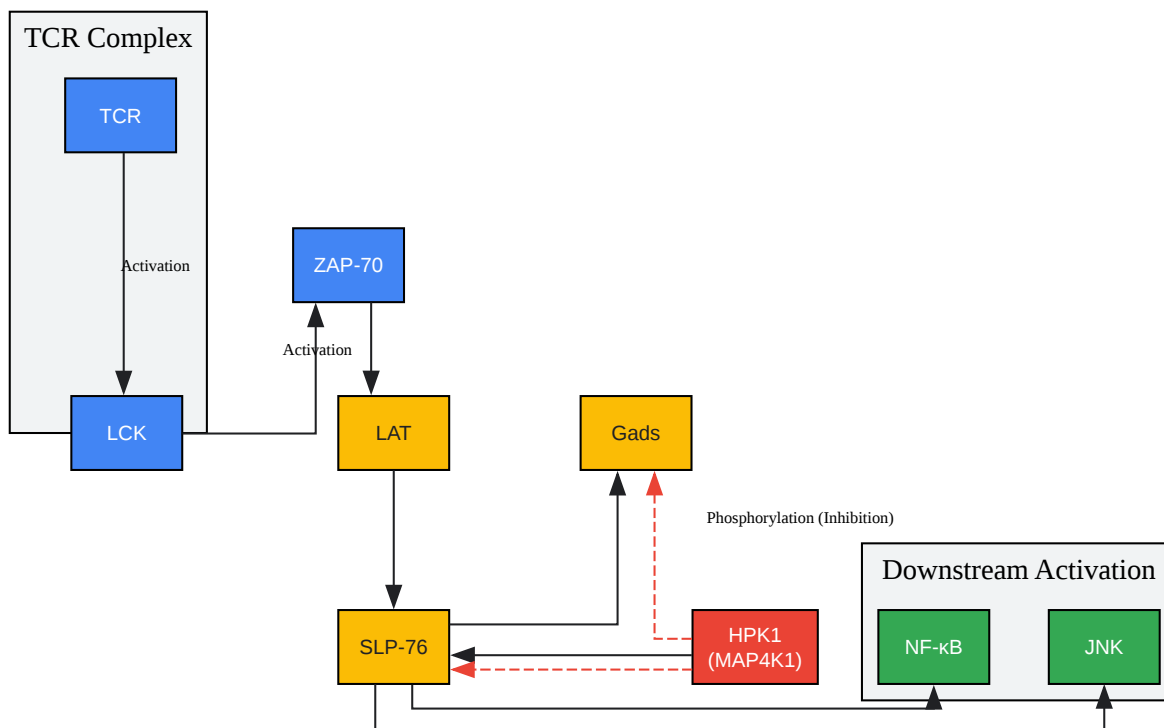 TCR Complex
TCR
Activation
ZAP-70
Activation
LCK
LAT
Gads
Phosphorylation (Inhibition)
Downstream Activation
SLP-76
HPK1
(MAP4K1)
NF-κB
JNK